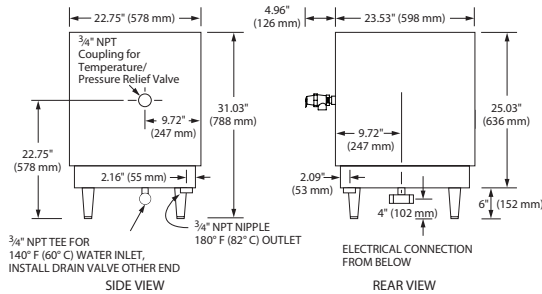 22.75" (578 mm)
4.96"
(126 mm)
23.53" (598 mm)
3/4" NPT
Coupling for
Temperature/
Pressure Relief Valve
31.03"
(788 mm)
25.03"
(636 mm)
9.72"
(247 mm)
9.72"
(247 mm)
22.75"
(578 mm)
2.16" (55 mm)
2.09"
(53 mm)
4" (102 mm)
6" (152 mm)
3/4" NPT NIPPLE
180° F (82° C) OUTLET
3/4" NPT TEE FOR
140° F (60° C) WATER INLET,
INSTALL DRAIN VALVE OTHER END
ELECTRICAL CONNECTION
FROM BELOW
SIDE VIEW
REAR VIEW